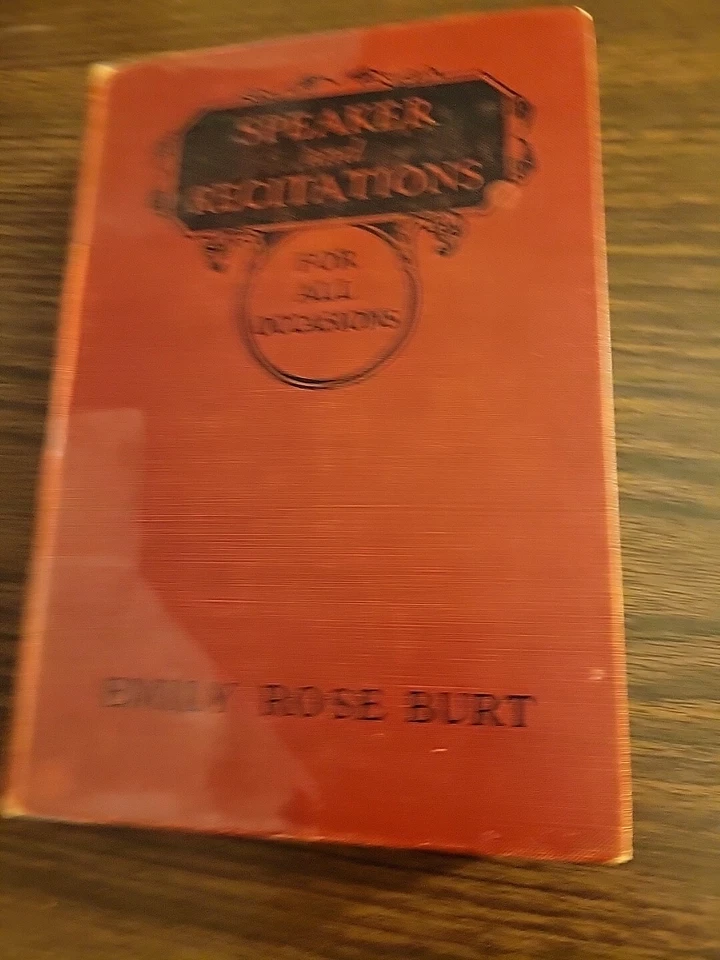 SPEAKER
and
RECITATIONS
FOR
ALL
OCCASIONS
EMILY ROSE BURT